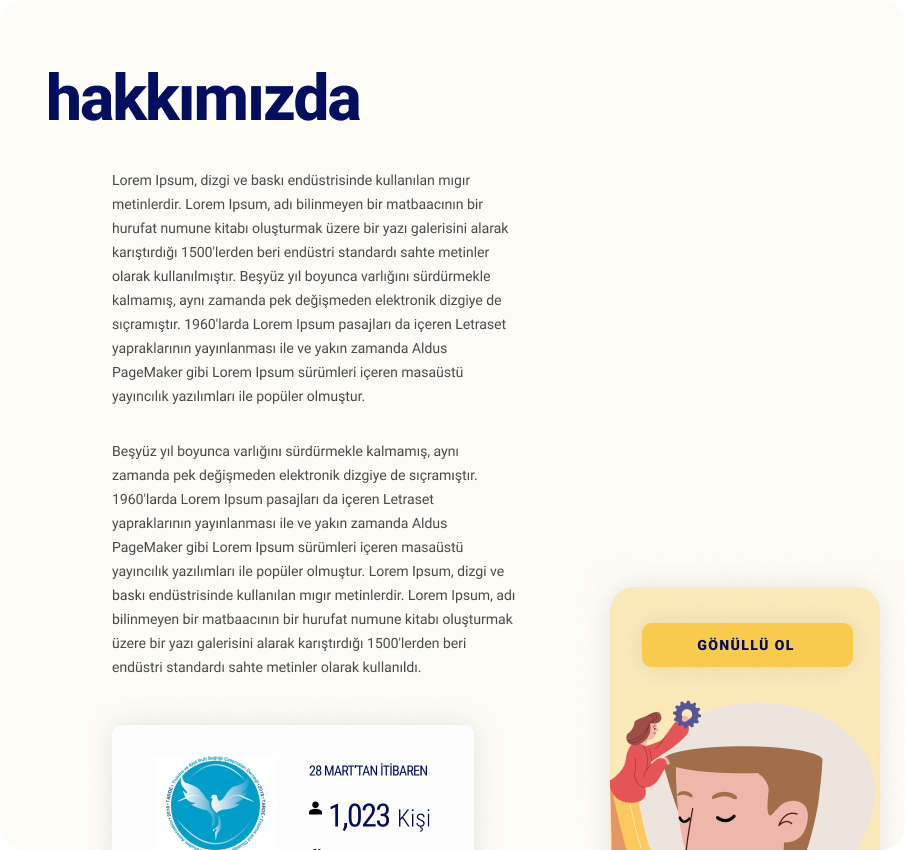 hakkımızda
Lorem Ipsum, dizgi ve baskı endüstrisinde kullanılan mıgır
metinlerdir. Lorem Ipsum, adı bilinmeyen bir matbaacının bir
hurufat numune kitabı oluşturmak üzere bir yazı galerisini alarak
karıştırdığı 1500'lerden beri endüstri standardı sahte metinler
olarak kullanılmıştır. Beşyüz yıl boyunca varlığını sürdürmekle
kalmamış, aynı zamanda pek değişmeden elektronik dizgiye de
sıçramıştır. 1960'larda Lorem Ipsum pasajları da içeren Letraset
yapraklarının yayınlanması ile ve yakın zamanda Aldus
PageMaker gibi Lorem Ipsum sürümleri içeren masaüstü
yayıncılık yazılımları ile popüler olmuştur.
Beşyüz yıl boyunca varlığını sürdürmekle kalmamış, aynı
zamanda pek değişmeden elektronik dizgiye de sıçramıştır.
1960'larda Lorem Ipsum pasajları da içeren Letraset
yapraklarının yayınlanması ile ve yakın zamanda Aldus
PageMaker gibi Lorem Ipsum sürümleri içeren masaüstü
yayıncılık yazılımları ile popüler olmuştur. Lorem Ipsum, dizgi ve
baskı endüstrisinde kullanılan mıgır metinlerdir. Lorem Ipsum, adı
bilinmeyen bir matbaacının bir hurufat numune kitabı oluşturmak
üzere bir yazı galerisini alarak karıştırdığı 1500'lerden beri
endüstri standardı sahte metinler olarak kullanıldı.
GÖNÜLLÜ OL
28 MART'TAN İTİBAREN
1,023 Kişi